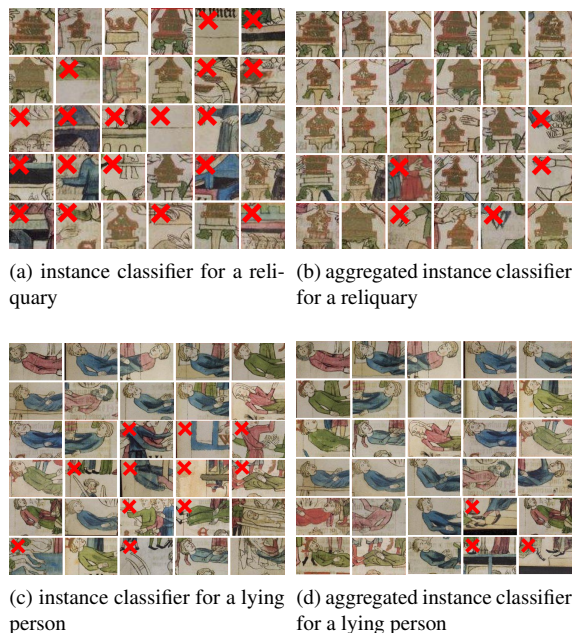 (a) instance classifier for a reli-
quary
(b) aggregated instance classifier
for a reliquary
(c) instance classifier for a lying
person
(d) aggregated instance classifier
for a lying person